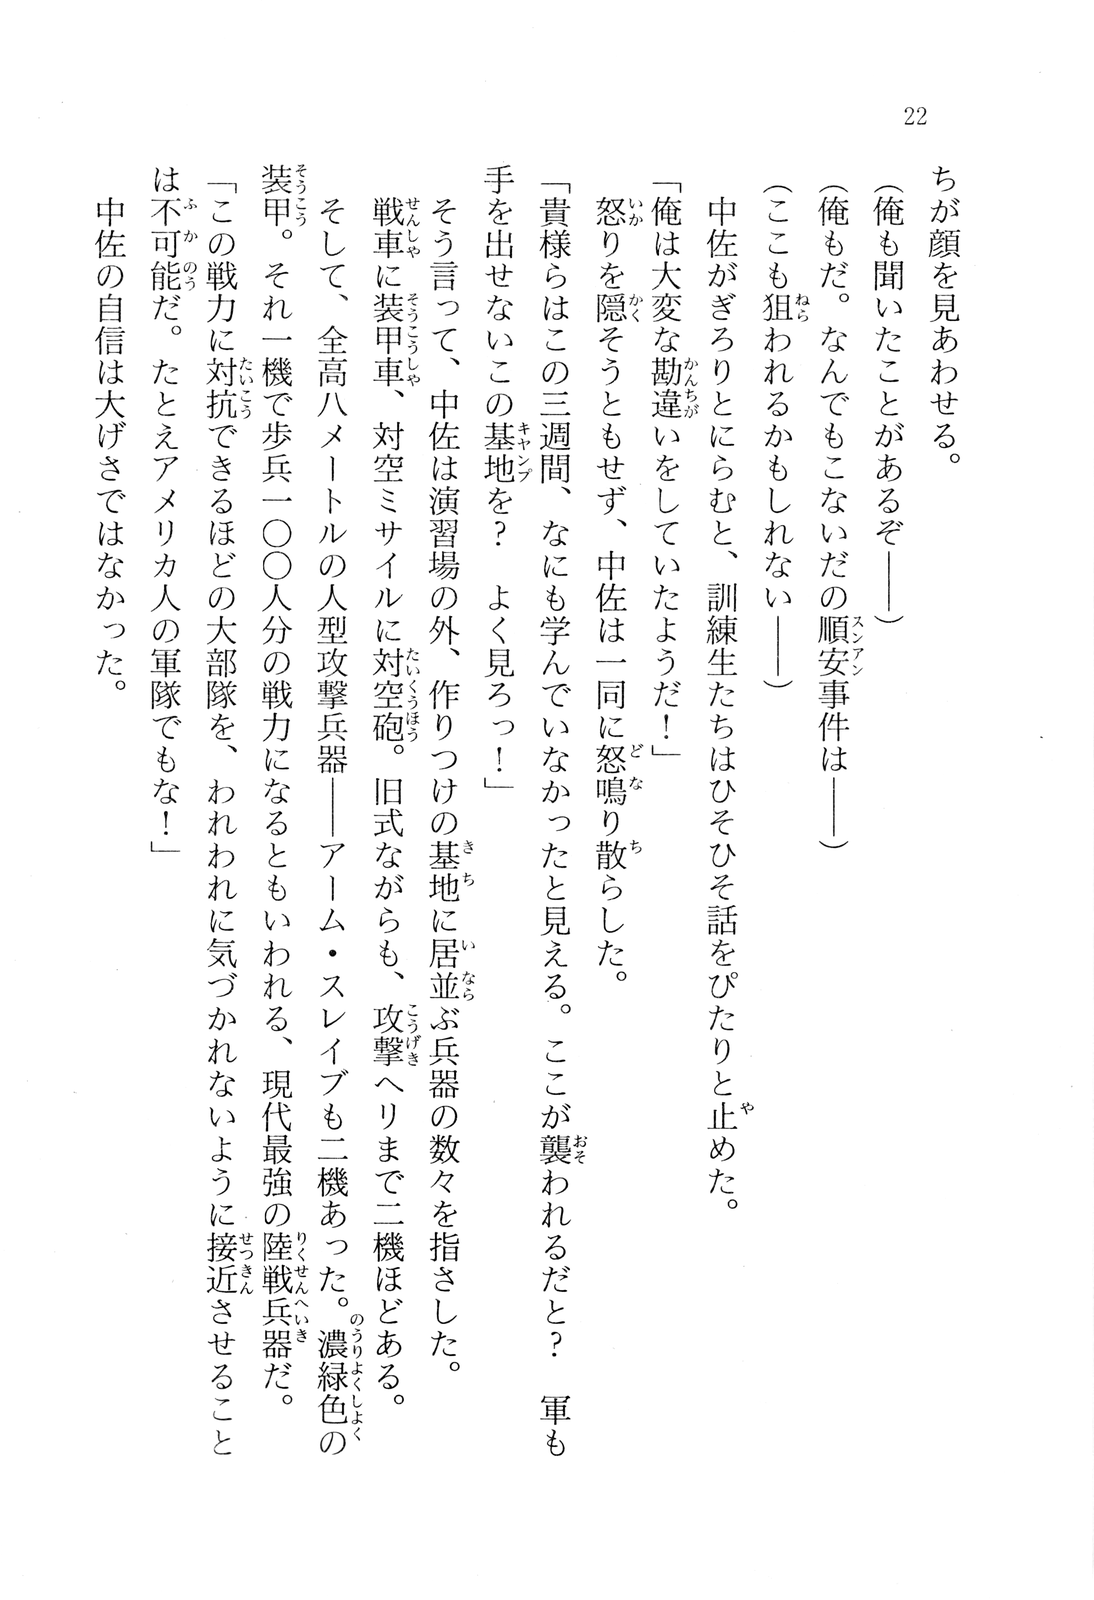 22
ちが顔を見あわせる。
（俺も聞いたことがあるぞ――）
（俺もだ。なんでもこないだの順安事件は――）
（ここも狙われるかもしれない――）
中佐がぎろりとにらむと、訓練生たちはひそひそ話をぴたりと止めた。
「俺は大変な勘違いをしていたようだ！」
怒りを隠そうともせず、中佐は一同に怒鳴り散らした。
「貴様らはこの三週間、なにも学んでいなかったと見える。ここが襲われるだと？　軍も
手を出せないこの基地を？　よく見ろっ！」
そう言って、中佐は演習場の外、作りつけの基地に居並ぶ兵器の数々を指さした。
戦車に装甲車、対空ミサイルに対空砲。旧式ながらも、攻撃ヘリまで二機ほどある。
そして、全高八メートルの人型攻撃兵器――アーム・スレイブも二機あった。濃緑色の
装甲。それ一機で歩兵一〇〇人分の戦力になるともいわれる、現代最強の陸戦兵器だ。
「この戦力に対抗できるほどの大部隊を、われわれに気づかれないように接近させること
は不可能だ。たとえアメリカ人の軍隊でもな！」
中佐の自信は大げさではなかった。